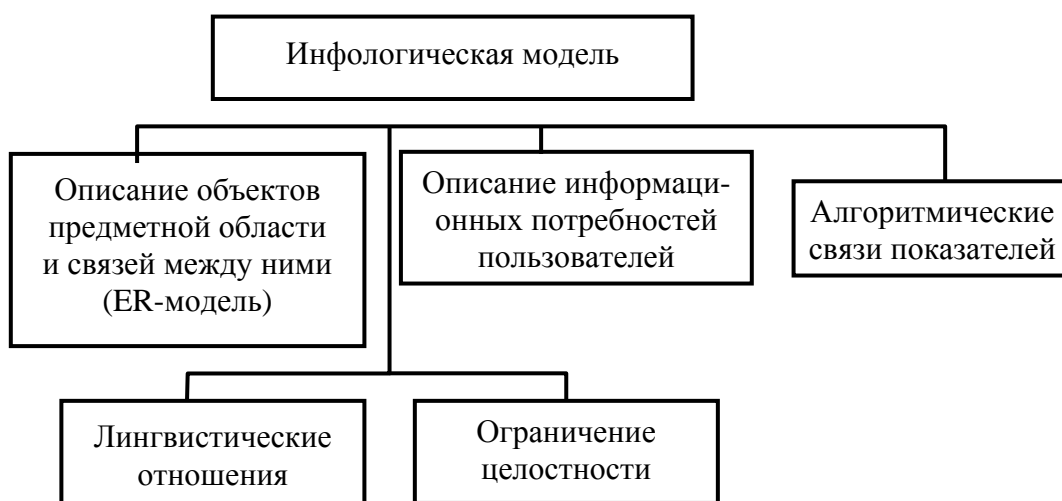 Инфологическая модель
Описание объектов
предметной области
и связей между ними
(ER-модель)
Описание информаци-
онных потребностей
пользователей
Алгоритмические
связи показателей
Лингвистические
отношения
Ограничение
целостности